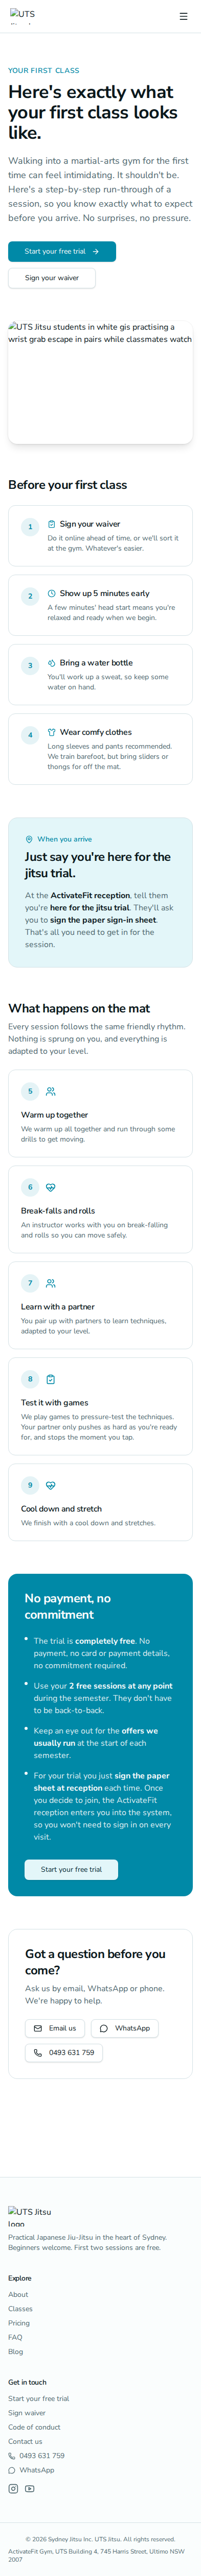 UTS
YOUR FIRST CLASS
Here's exactly what
your first class looks
like.
Walking into a martial-arts gym for the first
time can feel intimidating. It shouldn't be.
Here's a step-by-step run-through of a
session, so you know exactly what to expect
before you arrive. No surprises, no pressure.
Start your free trial
Sign your waiver
UTS Jitsu students in white gis practising a
wrist grab escape in pairs while classmates watch
Before your first class
1
Sign your waiver
Do it online ahead of time, or we'll sort it
at the gym. Whatever's easier.
2
Show up 5 minutes early
A few minutes' head start means you're
relaxed and ready when we begin.
3
Bring a water bottle
You'll work up a sweat, so keep some
water on hand.
4
Wear comfy clothes
Long sleeves and pants recommended.
We train barefoot, but bring sliders or
thongs for off the mat.
When you arrive
Just say you're here for the
jitsu trial.
At the ActivateFit reception, tell them
you're here for the jitsu trial. They'll ask
you to sign the paper sign-in sheet.
That's all you need to get in for the
session.
What happens on the mat
Every session follows the same friendly rhythm.
Nothing is sprung on you, and everything is
adapted to your level.
5
Warm up together
We warm up all together and run through some
drills to get moving.
6
Break-falls and rolls
An instructor works with you on break-falling
and rolls so you can move safely.
7
Learn with a partner
You pair up with partners to learn techniques,
adapted to your level.
8
Test it with games
We play games to pressure-test the techniques.
Your partner only pushes as hard as you're ready
for, and stops the moment you tap.
9
Cool down and stretch
We finish with a cool down and stretches.
No payment, no
commitment
The trial is completely free. No
payment, no card or payment details,
no commitment required.
Use your 2 free sessions at any point
during the semester. They don't have
to be back-to-back.
Keep an eye out for the offers we
usually run at the start of each
semester.
For your trial you just sign the paper
sheet at reception each time. Once
you decide to join, the ActivateFit
reception enters you into the system,
so you won't need to sign in on every
visit.
Start your free trial
Got a question before you
come?
Ask us by email, WhatsApp or phone.
We're happy to help.
Email us
WhatsApp
0493 631 759
UTS Jitsu
logo
Practical Japanese Jiu-Jitsu in the heart of Sydney.
Beginners welcome. First two sessions are free.
Explore
About
Classes
Pricing
FAQ
Blog
Get in touch
Start your free trial
Sign waiver
Code of conduct
Contact us
0493 631 759
WhatsApp
© 2026 Sydney Jitsu Inc. UTS Jitsu. All rights reserved.
ActivateFit Gym, UTS Building 4, 745 Harris Street, Ultimo NSW
2007